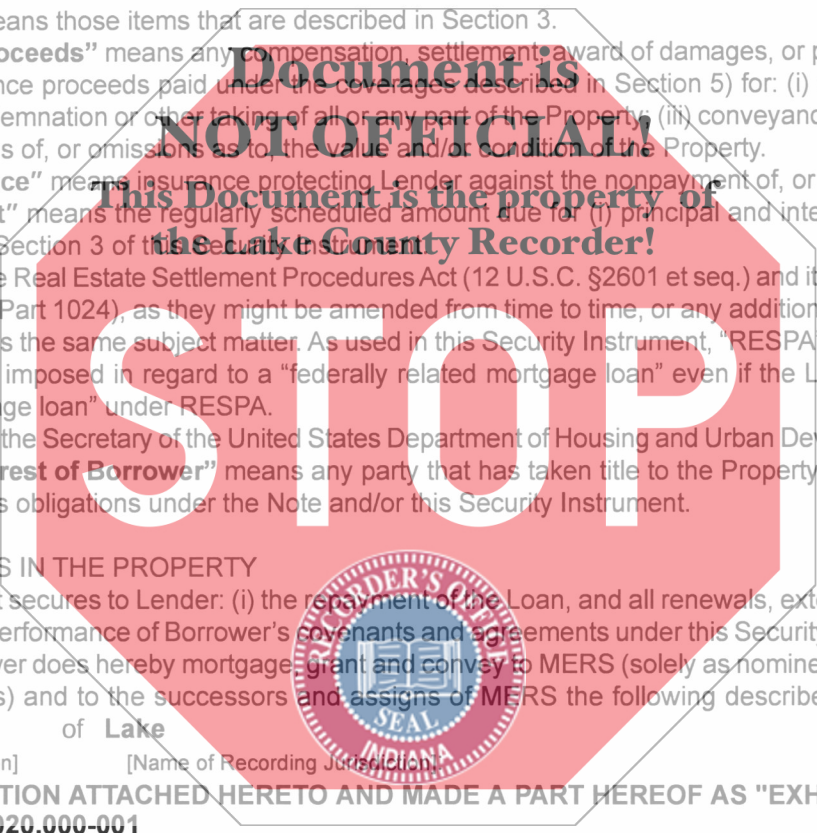 eans those items that are described in Section 3.
oceeds” means any compensation, settlement, award of damages, or p
Document is
nce proceeds paid under the coverages described in Section 5) for: (i)
emnation or other taking of all or any part of the Property; (iii) conveyanc
NOT OFFICIAL!
s of, or omissions as to, the value and/or condition of the Property.
ce” means insurance protecting Lender against the nonpayment of, or
This Document is the property of
t” means the regularly scheduled amount due for (i) principal and inte
Section 3 of this Security Instrument.
the Lake County Recorder!
e Real Estate Settlement Procedures Act (12 U.S.C. §2601 et seq.) and it
Part 1024), as they might be amended from time to time, or any addition
s the same subject matter. As used in this Security Instrument, “RESPA”
STOP
imposed in regard to a “federally related mortgage loan” even if the L
ge loan” under RESPA.
the Secretary of the United States Department of Housing and Urban Dev
rest of Borrower” means any party that has taken title to the Property
s obligations under the Note and/or this Security Instrument.
S IN THE PROPERTY
t secures to Lender: (i) the repayment of the Loan, and all renewals, exte
erformance of Borrower’s covenants and agreements under this Security
ver does hereby mortgage, grant and convey to MERS (solely as nomine
s) and to the successors and assigns of MERS the following describe
RECORDER'S OFFICE
SEAL
INDIANA
of Lake
n] [Name of Recording Jurisdiction]:
TION ATTACHED HERETO AND MADE A PART HEREOF AS "EXH
020.000-001